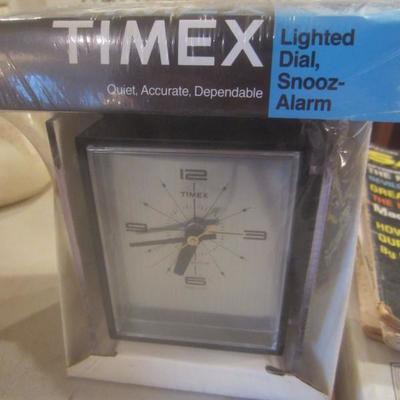 TIMEX
Lighted
Dial,
Snooz-
Alarm
Quiet, Accurate, Dependable
12
TIMEX
9
3
6